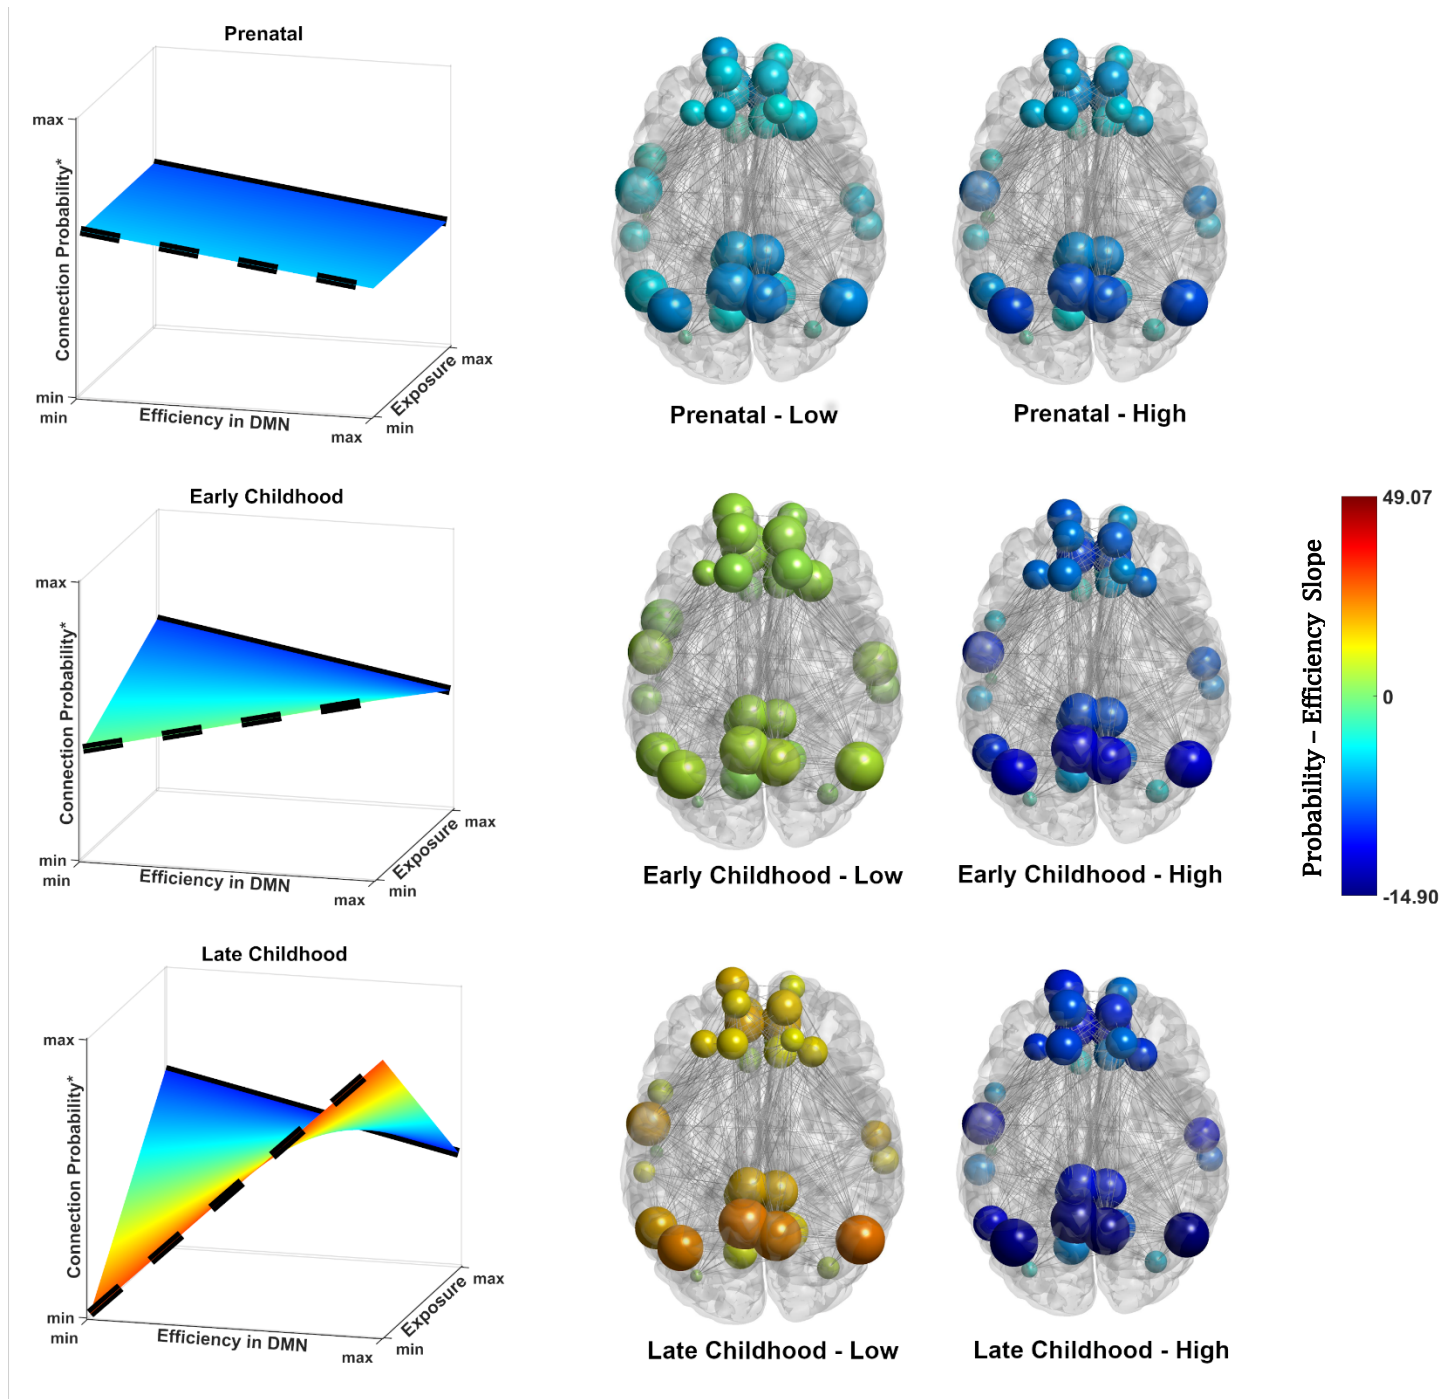 Prenatal
max
Connection Probability*
min
min
Efficiency in DMN
max
min
Exposure
max
Prenatal - Low
Prenatal - High
Early Childhood
max
Connection Probability*
min
min
Efficiency in DMN
max
min
Exposure
max
Early Childhood - Low
Early Childhood - High
49.07
0
-14.90
Probability – Efficiency Slope
Late Childhood
max
Connection Probability*
min
min
Efficiency in DMN
max
min
Exposure
max
Late Childhood - Low
Late Childhood - High